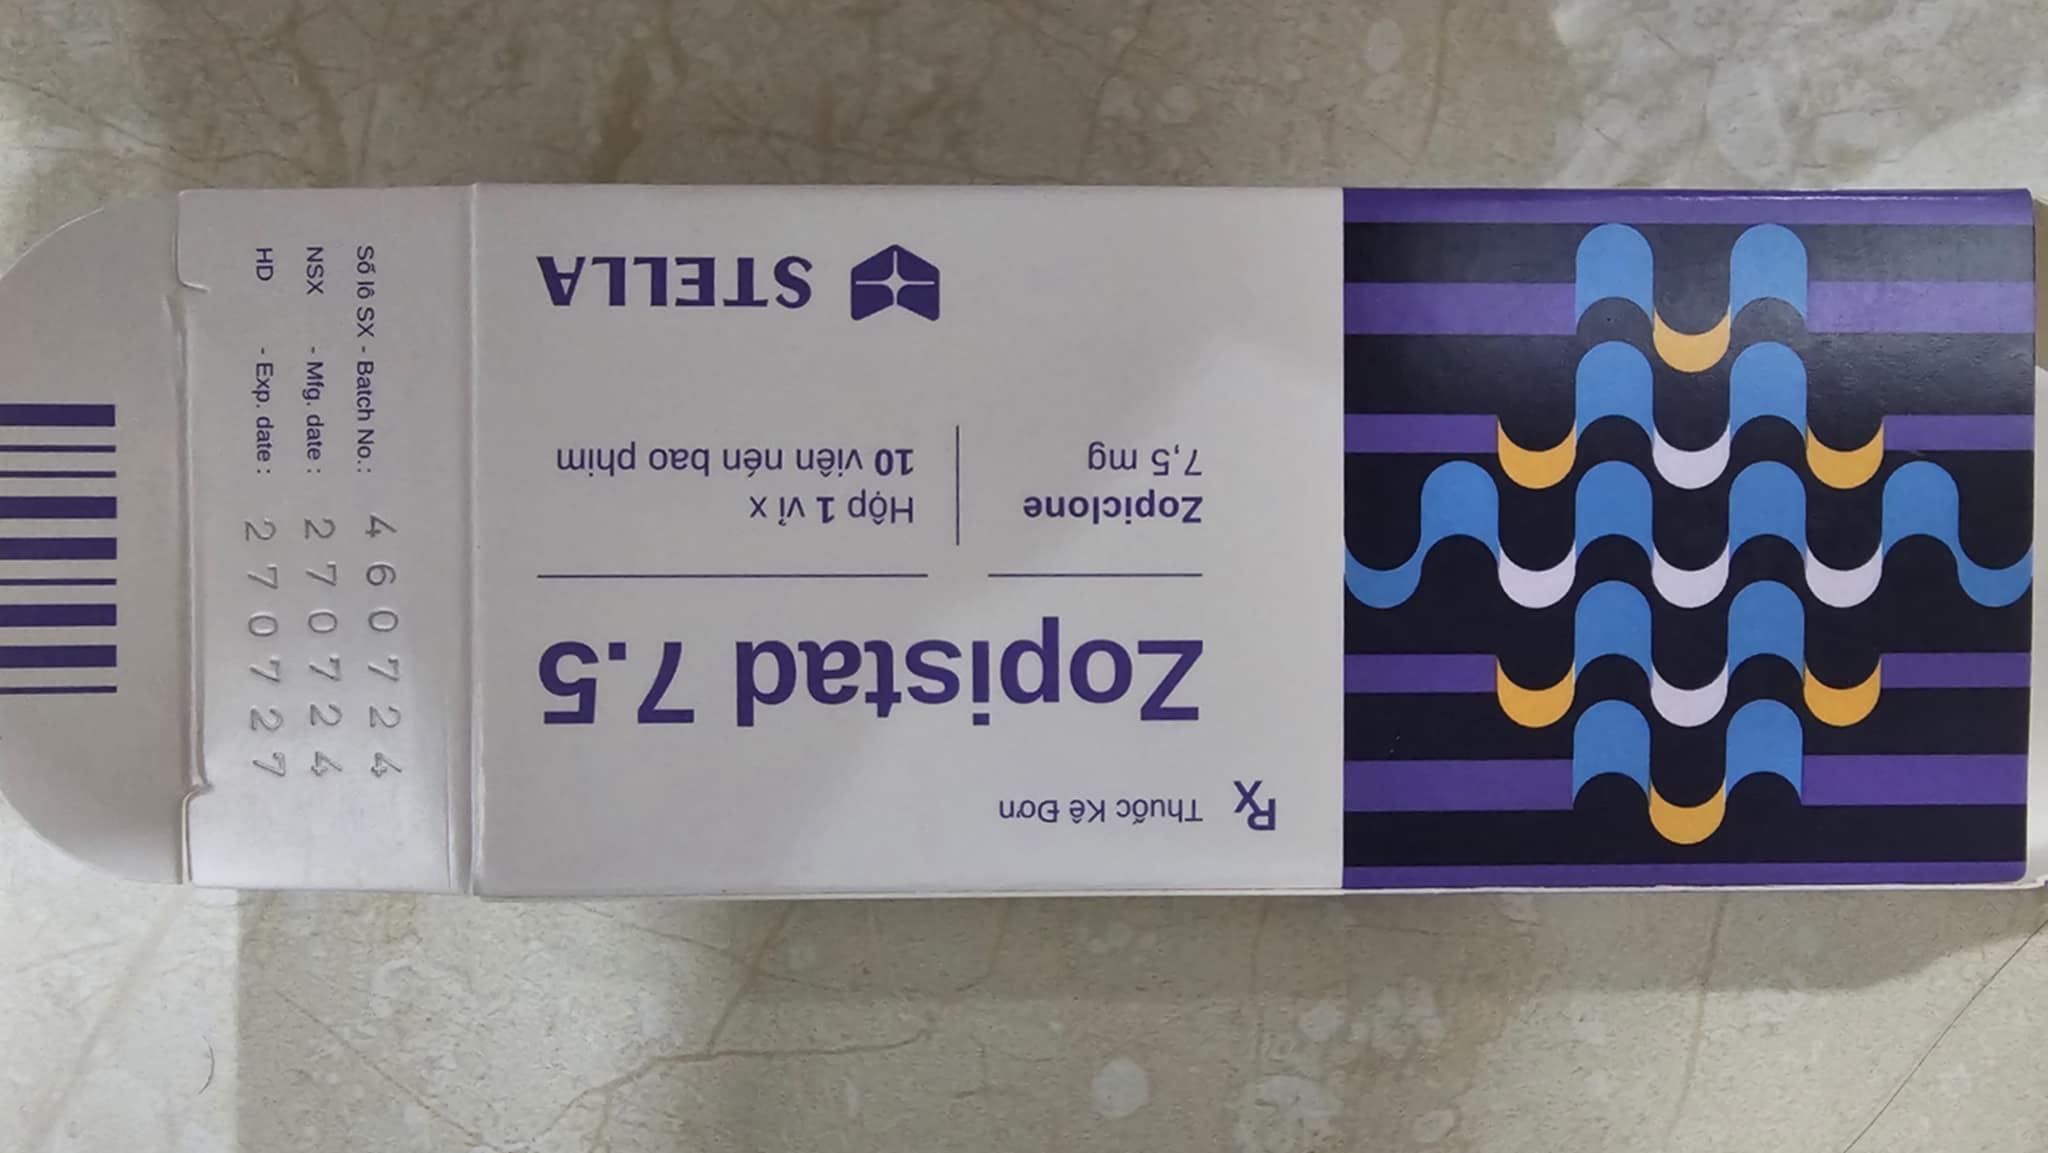 Rx Thuốc Kê Đơn
Zopistad 7.5
Zopiclone
7,5 mg
Hộp 1 vỉ x
10 viên nén bao phim
STELLA
Số lô SX - Batch No.: 460724
NSX - Mfg. date : 270724
HD - Exp. date : 270727